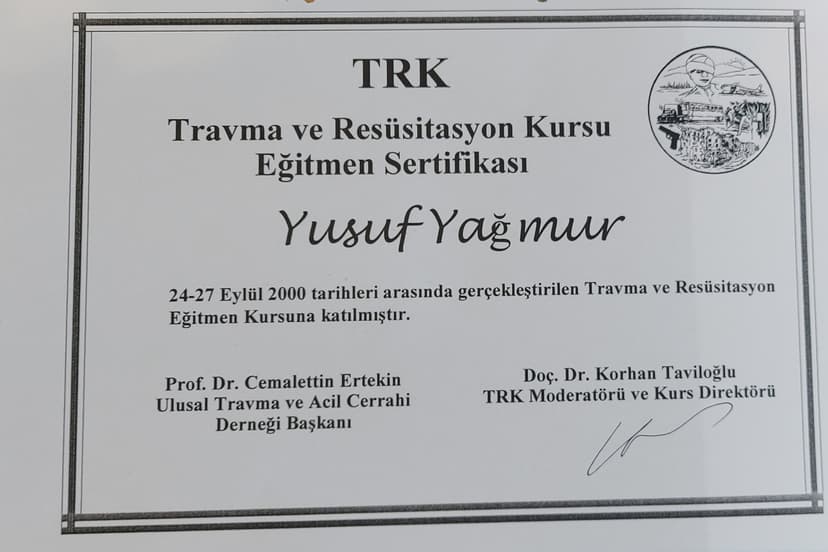 TRK
Travma ve Resüsitasyon Kursu
Eğitmen Sertifikası
Yusuf Yağmur
24-27 Eylül 2000 tarihleri arasında gerçekleştirilen Travma ve Resüsitasyon
Eğitmen Kursuna katılmıştır.
Prof. Dr. Cemalettin Ertekin
Ulusal Travma ve Acil Cerrahi
Derneği Başkanı
Doç. Dr. Korhan Taviloğlu
TRK Moderatörü ve Kurs Direktörü